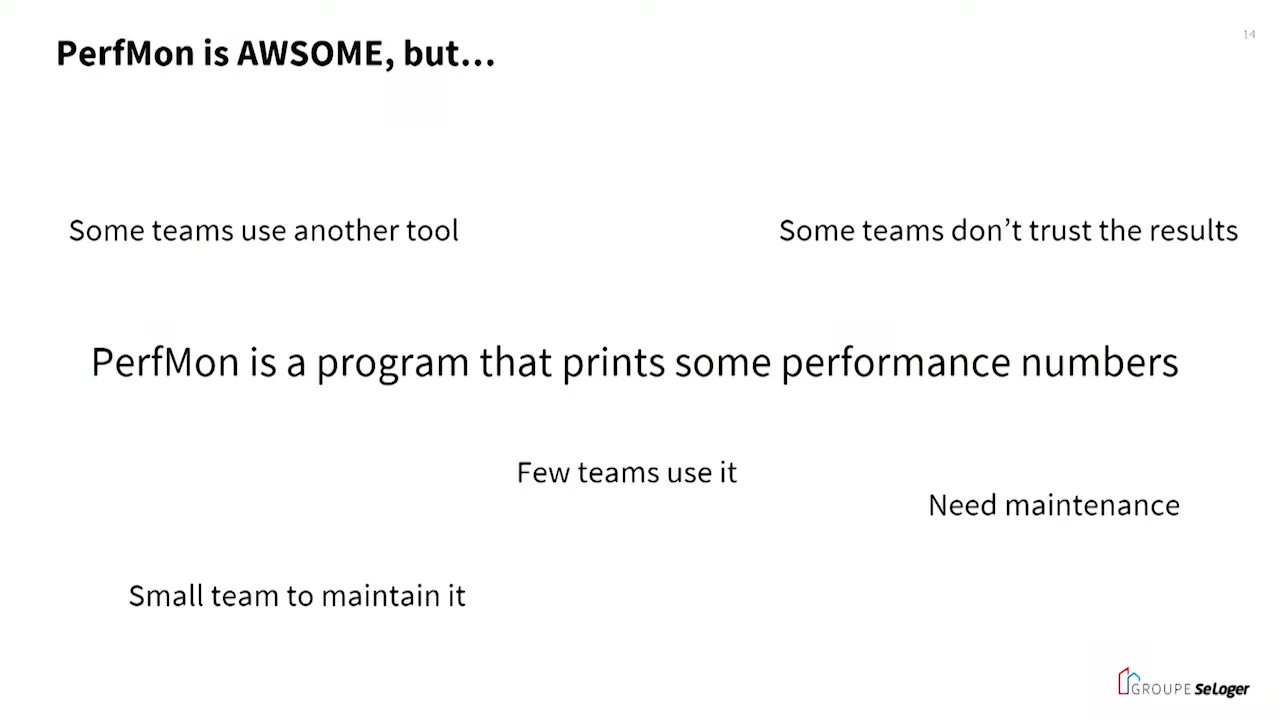 PerfMon is AWSOME, but...
14
Some teams use another tool
Some teams don't trust the results
PerfMon is a program that prints some performance numbers
Few teams use it
Need maintenance
Small team to maintain it
GROUPE SeLoger